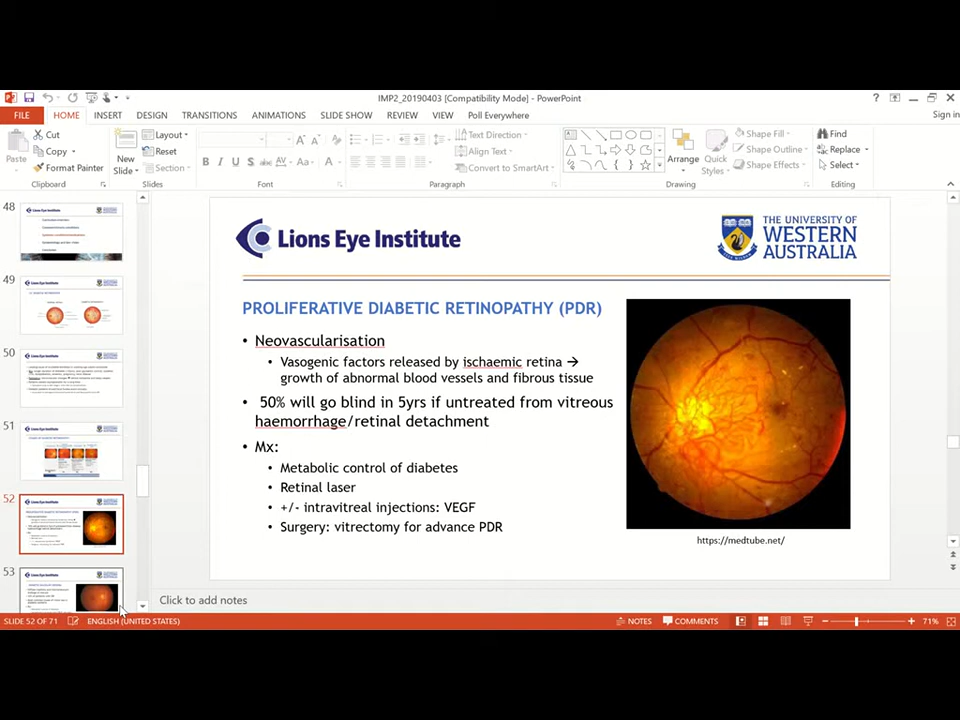 IMP2_20190403 [Compatibility Mode] - PowerPoint
FILE HOME INSERT DESIGN TRANSITIONS ANIMATIONS SLIDE SHOW REVIEW VIEW Poll Everywhere Sign in
Paste
Cut
Copy
Format Painter
Clipboard
New
Slide
Layout
Reset
Section
Slides
Font
Text Direction
Align Text
Convert to SmartArt
Paragraph
Arrange
Quick
Styles
Shape Fill
Shape Outline
Shape Effects
Drawing
Find
Replace
Select
Editing
48
49
50
51
52
53
Lions Eye Institute
THE UNIVERSITY OF
WESTERN
AUSTRALIA
PROLIFERATIVE DIABETIC RETINOPATHY (PDR)
• Neovascularisation
• Vasogenic factors released by ischaemic retina →
growth of abnormal blood vessels and fibrous tissue
• 50% will go blind in 5yrs if untreated from vitreous
haemorrhage/retinal detachment
• Mx:
• Metabolic control of diabetes
• Retinal laser
• +/- intravitreal injections: VEGF
• Surgery: vitrectomy for advance PDR
https://medtube.net/
Click to add notes
SLIDE 52 OF 71 ENGLISH (UNITED STATES) NOTES COMMENTS 71%